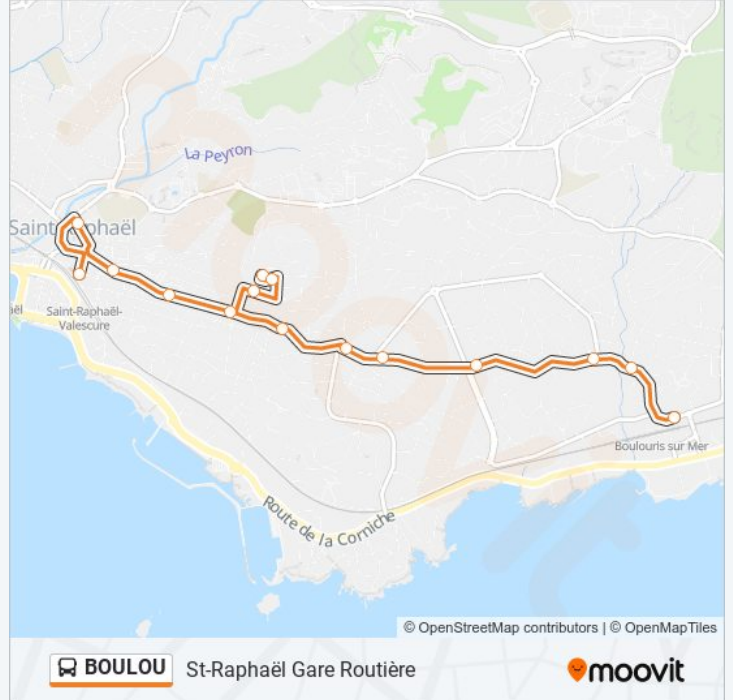 La Peyron
Saint-Raphaël
ël
Saint-Raphaël-
Valescure
Boulouris sur Mer
Route de la Corniche
© OpenStreetMap contributors | © OpenMapTiles
BOULOU
St-Raphaël Gare Routière
moovit